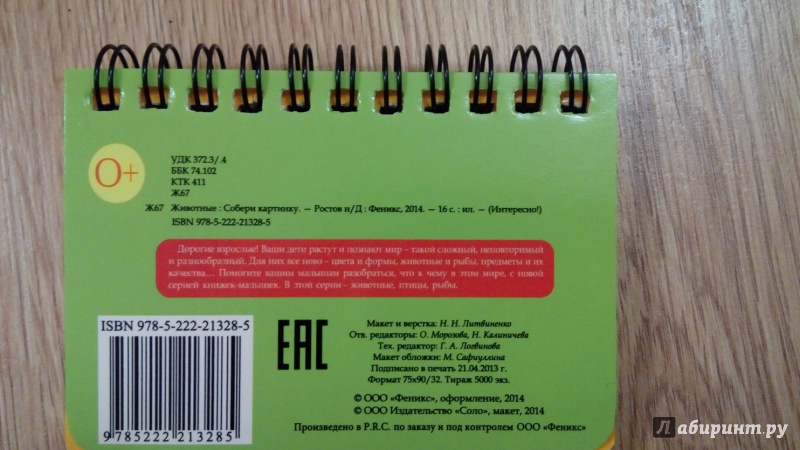 0+
УДК 372.3/.4
ББК 74.102
КТК 411
Ж67
Ж67 Животные : Собери картинку. — Ростов н/Д : Феникс, 2014. — 16 с. : ил. — (Интересно!)
ISBN 978-5-222-21328-5
Дорогие взрослые! Ваши дети растут и познают мир - такой сложный, неповторимый
и разнообразный. Для них все ново - цвета и формы, животные и рыбы, предметы и их
качества... Помогите вашим малышам разобраться, что к чему в этом мире, с новой
серией книжек-малышек. В этой серии - животные, птицы, рыбы.
ISBN 978-5-222-21328-5
9 785222 213285
EAC
Макет и верстка: Н. Н. Литвиненко
Отв. редакторы: О. Морозова, Н. Калиничева
Тех. редактор: Г. А. Логвинова
Макет обложки: М. Сафиуллина
Подписано в печать 21.04.2013 г.
Формат 75х90/32. Тираж 5000 экз.
© ООО «Феникс», оформление, 2014
© ООО Издательство «Соло», макет, 2014
Произведено в P.R.C. по заказу и под контролем ООО «Феникс»
Лабиринт.ру